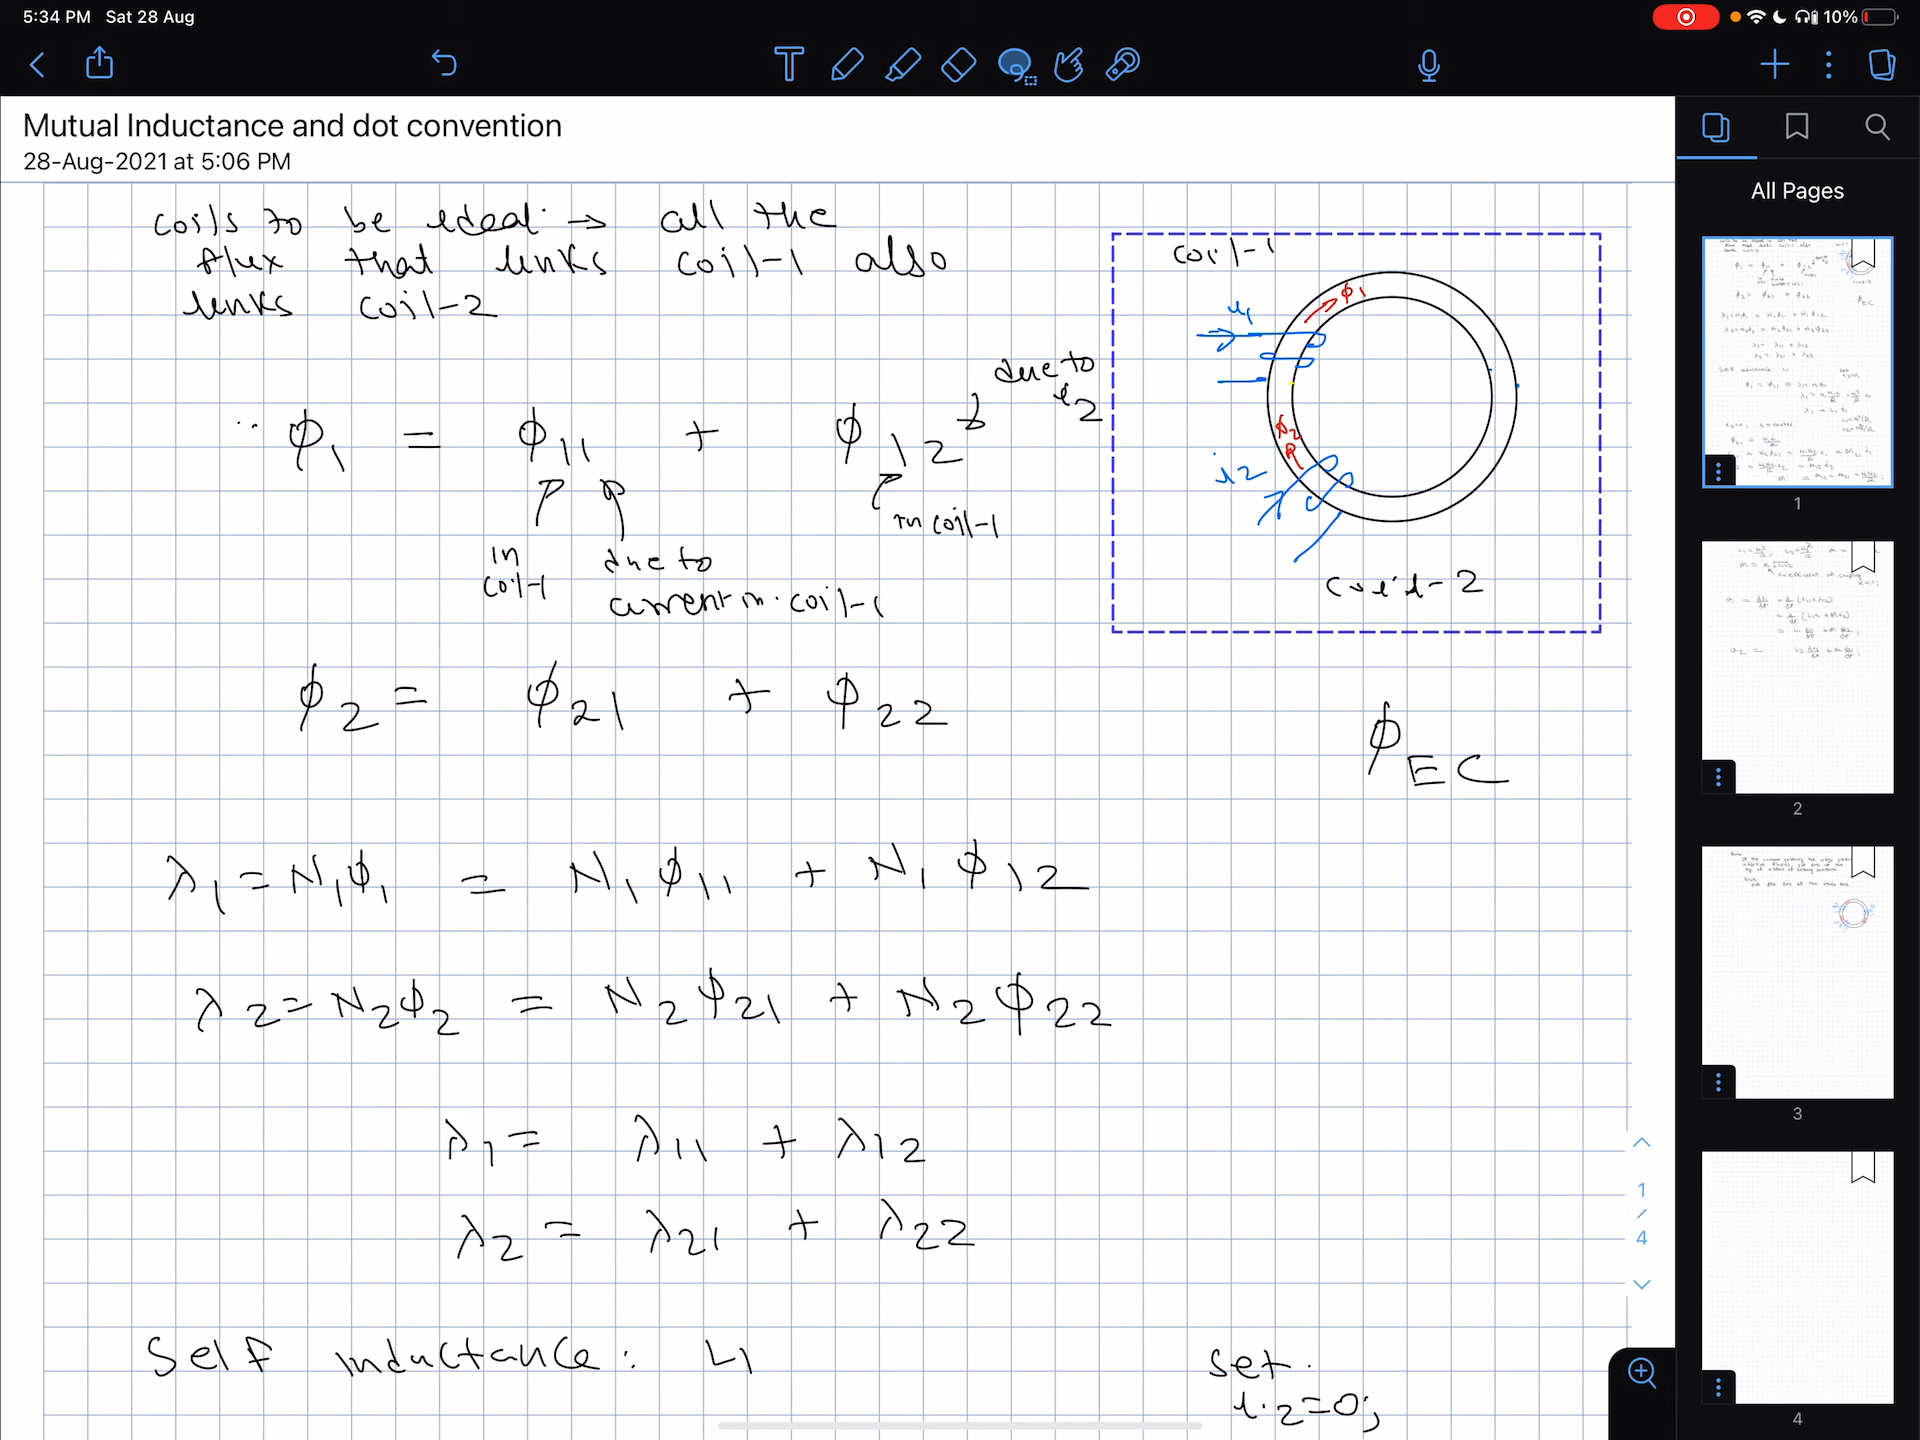 5:34 PM Sat 28 Aug
10%
Mutual Inductance and dot convention
28-Aug-2021 at 5:06 PM
coils to be ideal → all the
flux that links coil-1 also
links coil-2
coil-1
i1
ϕ1
ϕ2
i2
coil-2
∵ ϕ1 = ϕ11 + ϕ12
due to
i2
in coil-1
in
coil-1
due to
current in coil-1
ϕ2 = ϕ21 + ϕ22
ϕEC
λ1 = N1ϕ1 = N1ϕ11 + N1ϕ12
λ2 = N2ϕ2 = N2ϕ21 + N2ϕ22
λ1 = λ11 + λ12
λ2 = λ21 + λ22
Self inductance: L1
set
i2=0;
All Pages
1
2
3
4
1
/
4